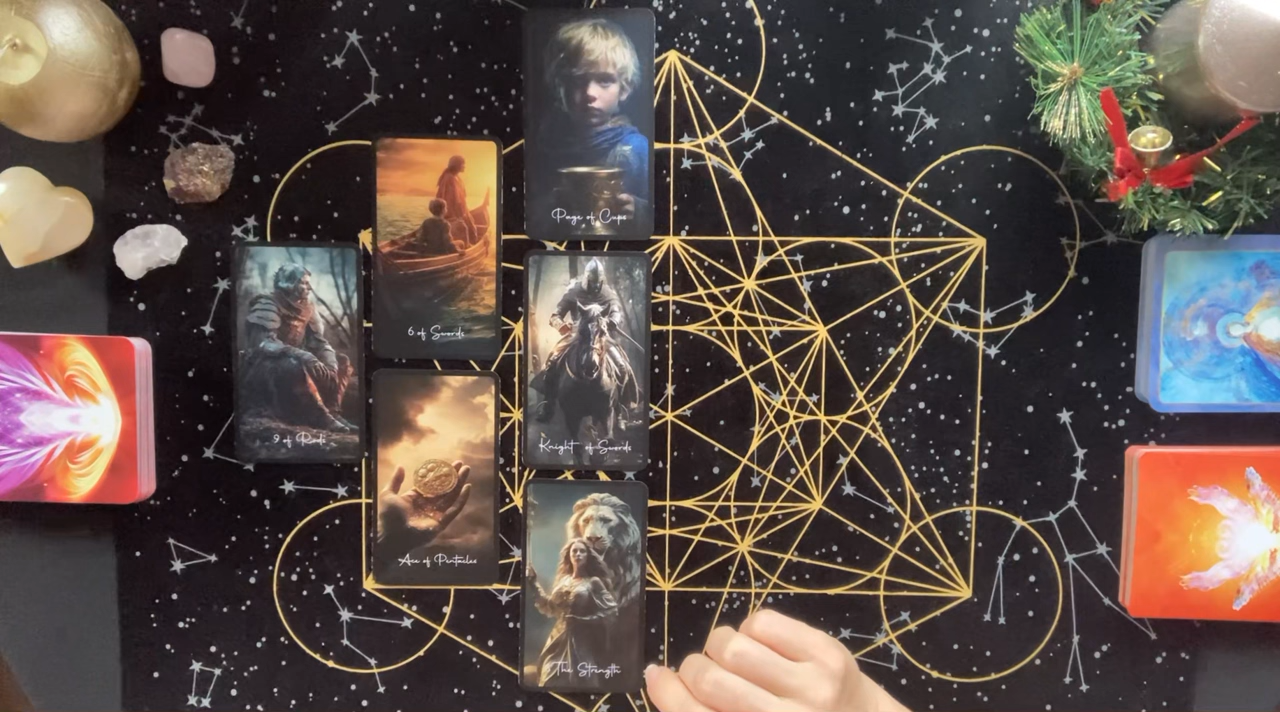 Page of Cups
6 of Swords
9 of Rods
Knight of Swords
Ace of Pentacles
The Strength